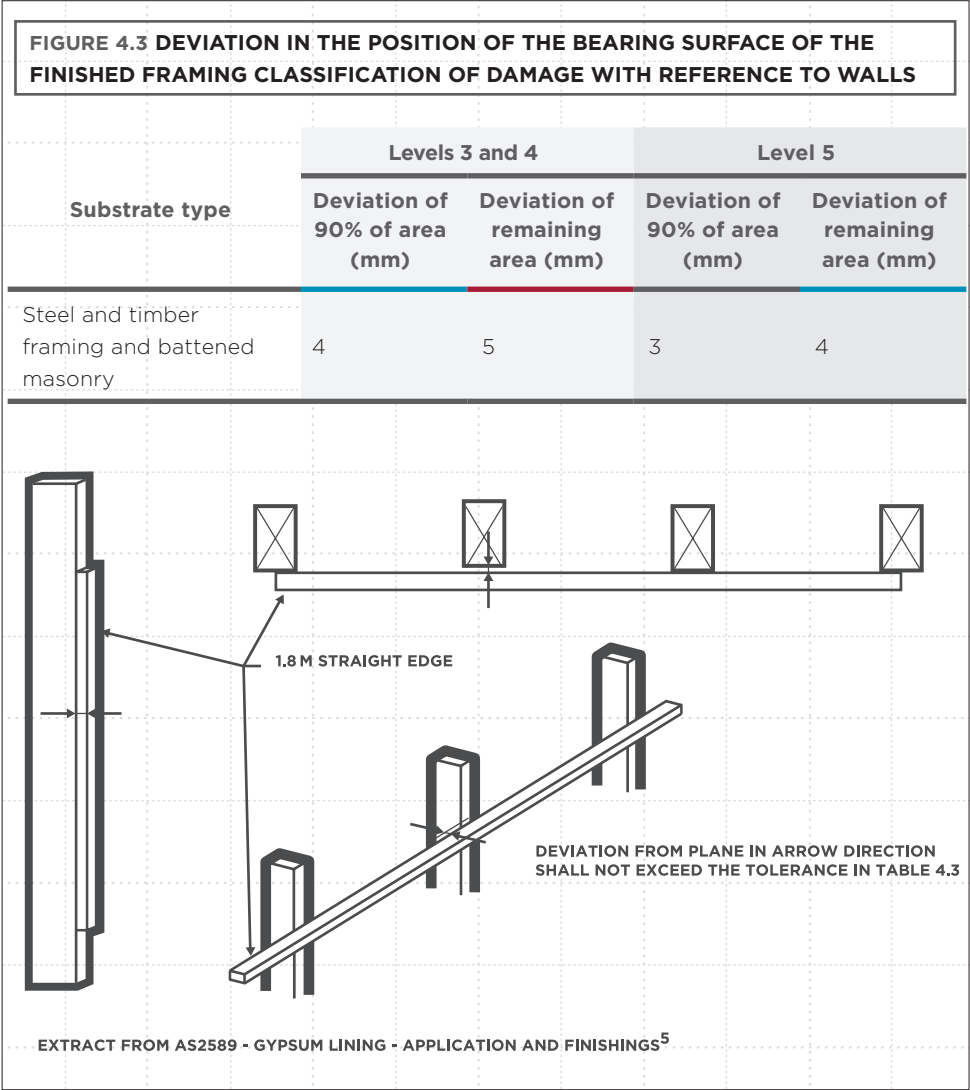 FIGURE 4.3 DEVIATION IN THE POSITION OF THE BEARING SURFACE OF THE
FINISHED FRAMING CLASSIFICATION OF DAMAGE WITH REFERENCE TO WALLS
Substrate type
Levels 3 and 4
Level 5
Deviation of
90% of area
(mm)
Deviation of
remaining
area (mm)
Deviation of
90% of area
(mm)
Deviation of
remaining
area (mm)
Steel and timber
framing and battened
masonry
4
5
3
4
1.8 M STRAIGHT EDGE
DEVIATION FROM PLANE IN ARROW DIRECTION
SHALL NOT EXCEED THE TOLERANCE IN TABLE 4.3
EXTRACT FROM AS2589 - GYPSUM LINING - APPLICATION AND FINISHINGS⁵